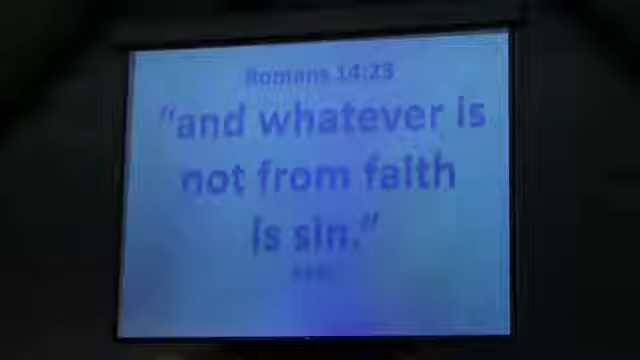 Romans 14:23
“and whatever is
not from faith
is sin.”